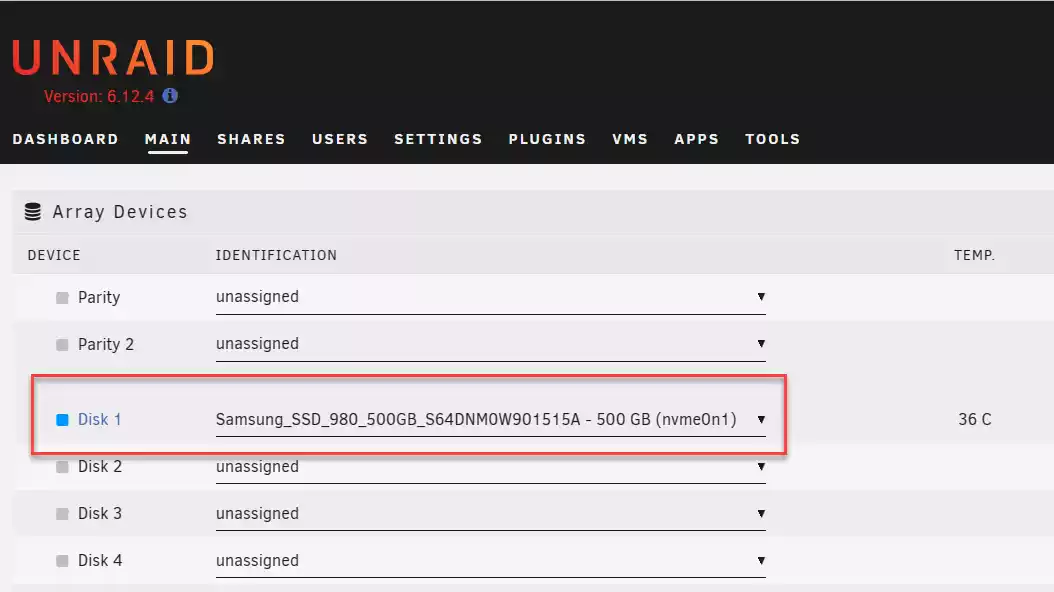 UNRAID
Version: 6.12.4
DASHBOARD MAIN SHARES USERS SETTINGS PLUGINS VMS APPS TOOLS
Array Devices
DEVICE IDENTIFICATION TEMP.
Parity unassigned
Parity 2 unassigned
Disk 1 Samsung_SSD_980_500GB_S64DNM0W901515A - 500 GB (nvme0n1) 36 C
Disk 2 unassigned
Disk 3 unassigned
Disk 4 unassigned